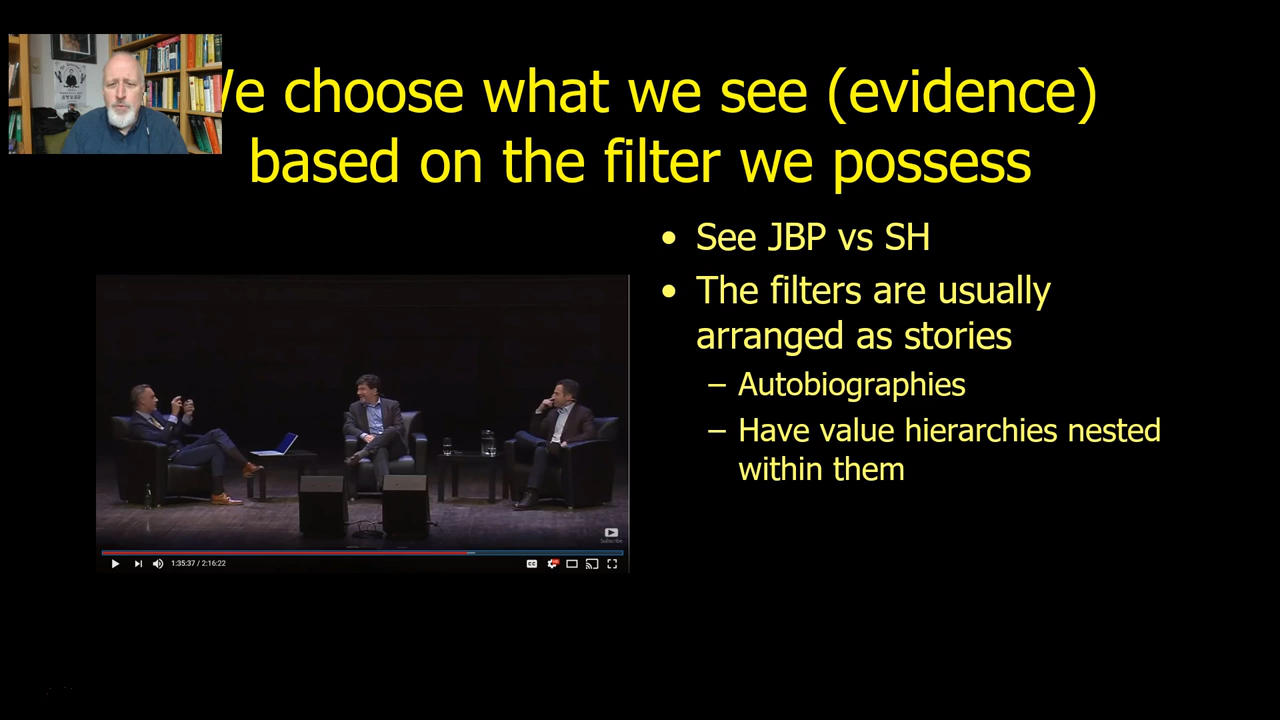 We choose what we see (evidence)
based on the filter we possess
• See JBP vs SH
• The filters are usually
arranged as stories
– Autobiographies
– Have value hierarchies nested
within them
Subscribe
1:35:37 / 2:16:22